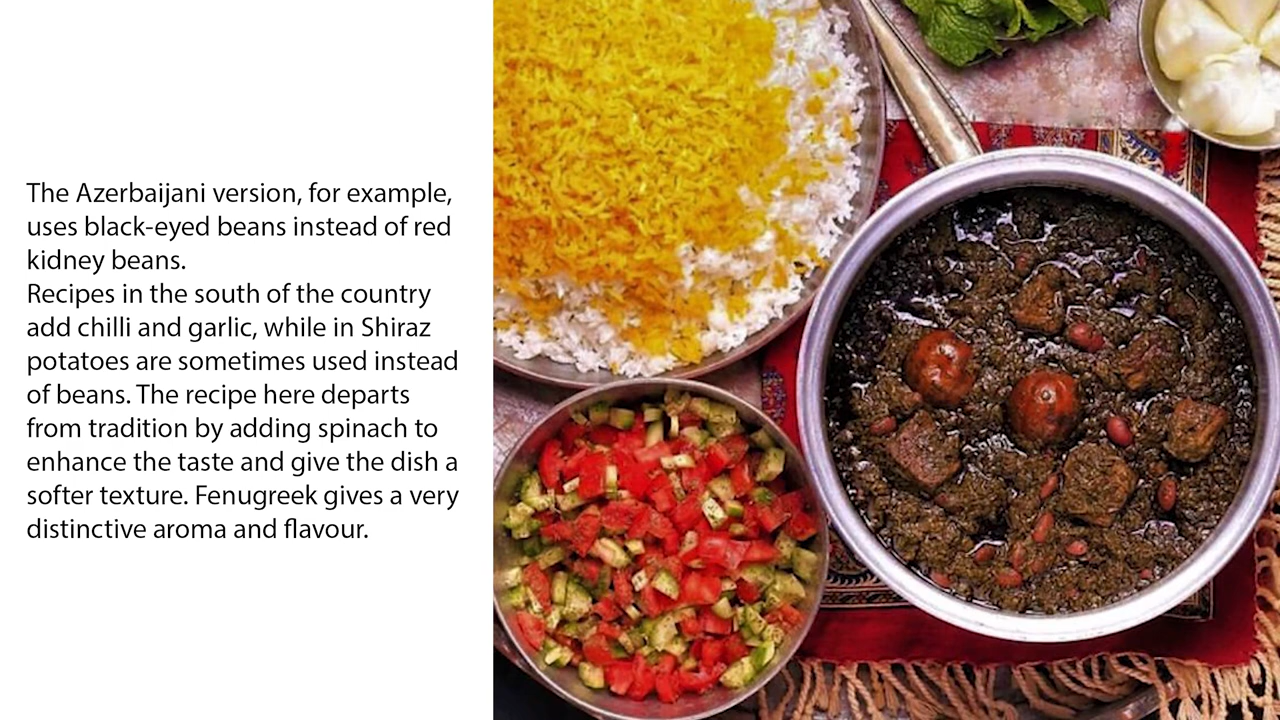 The Azerbaijani version, for example,
uses black-eyed beans instead of red
kidney beans.
Recipes in the south of the country
add chilli and garlic, while in Shiraz
potatoes are sometimes used instead
of beans. The recipe here departs
from tradition by adding spinach to
enhance the taste and give the dish a
softer texture. Fenugreek gives a very
distinctive aroma and flavour.